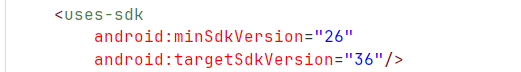 <uses-sdk
android:minSdkVersion="26"
android:targetSdkVersion="36"/>